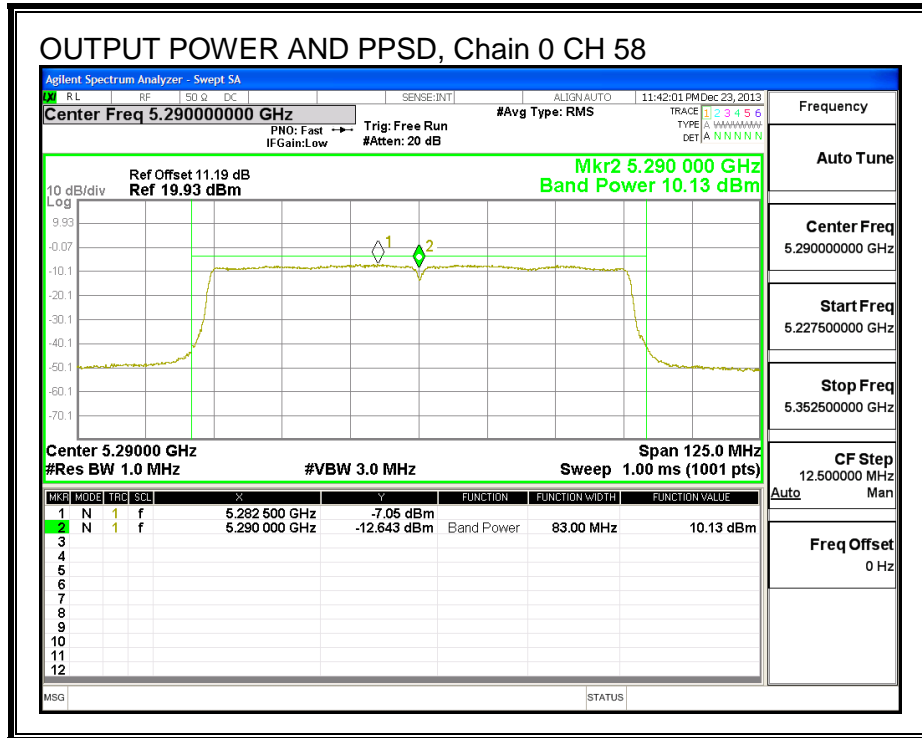 OUTPUT POWER AND PPSD, Chain 0 CH 58
Agilent Spectrum Analyzer - Swept SA
LXI RL RF 50 Ω DC SENSE:INT ALIGNAUTO 11:42:01 PM Dec 23, 2013
Center Freq 5.290000000 GHz #Avg Type: RMS TRACE 1 2 3 4 5 6
PNO: Fast Trig: Free Run TYPE A WWWWW
IFGain:Low #Atten: 20 dB DET A N N N N N
Mkr2 5.290 000 GHz
Ref Offset 11.19 dB
10 dB/div Ref 19.93 dBm Band Power 10.13 dBm
Log
9.93
1
2
-0.07
-10.1
-20.1
-30.1
-40.1
-50.1
-60.1
-70.1
Center 5.29000 GHz Span 125.0 MHz
#Res BW 1.0 MHz #VBW 3.0 MHz Sweep 1.00 ms (1001 pts)
MKR MODE TRC SCL X Y FUNCTION FUNCTION WIDTH FUNCTION VALUE
1 N 1 f 5.282 500 GHz -7.05 dBm
2 N 1 f 5.290 000 GHz -12.643 dBm Band Power 83.00 MHz 10.13 dBm
3
4
5
6
7
8
9
10
11
12
MSG STATUS
Frequency
Auto Tune
Center Freq
5.290000000 GHz
Start Freq
5.227500000 GHz
Stop Freq
5.352500000 GHz
CF Step
12.500000 MHz
Auto Man
Freq Offset
0 Hz